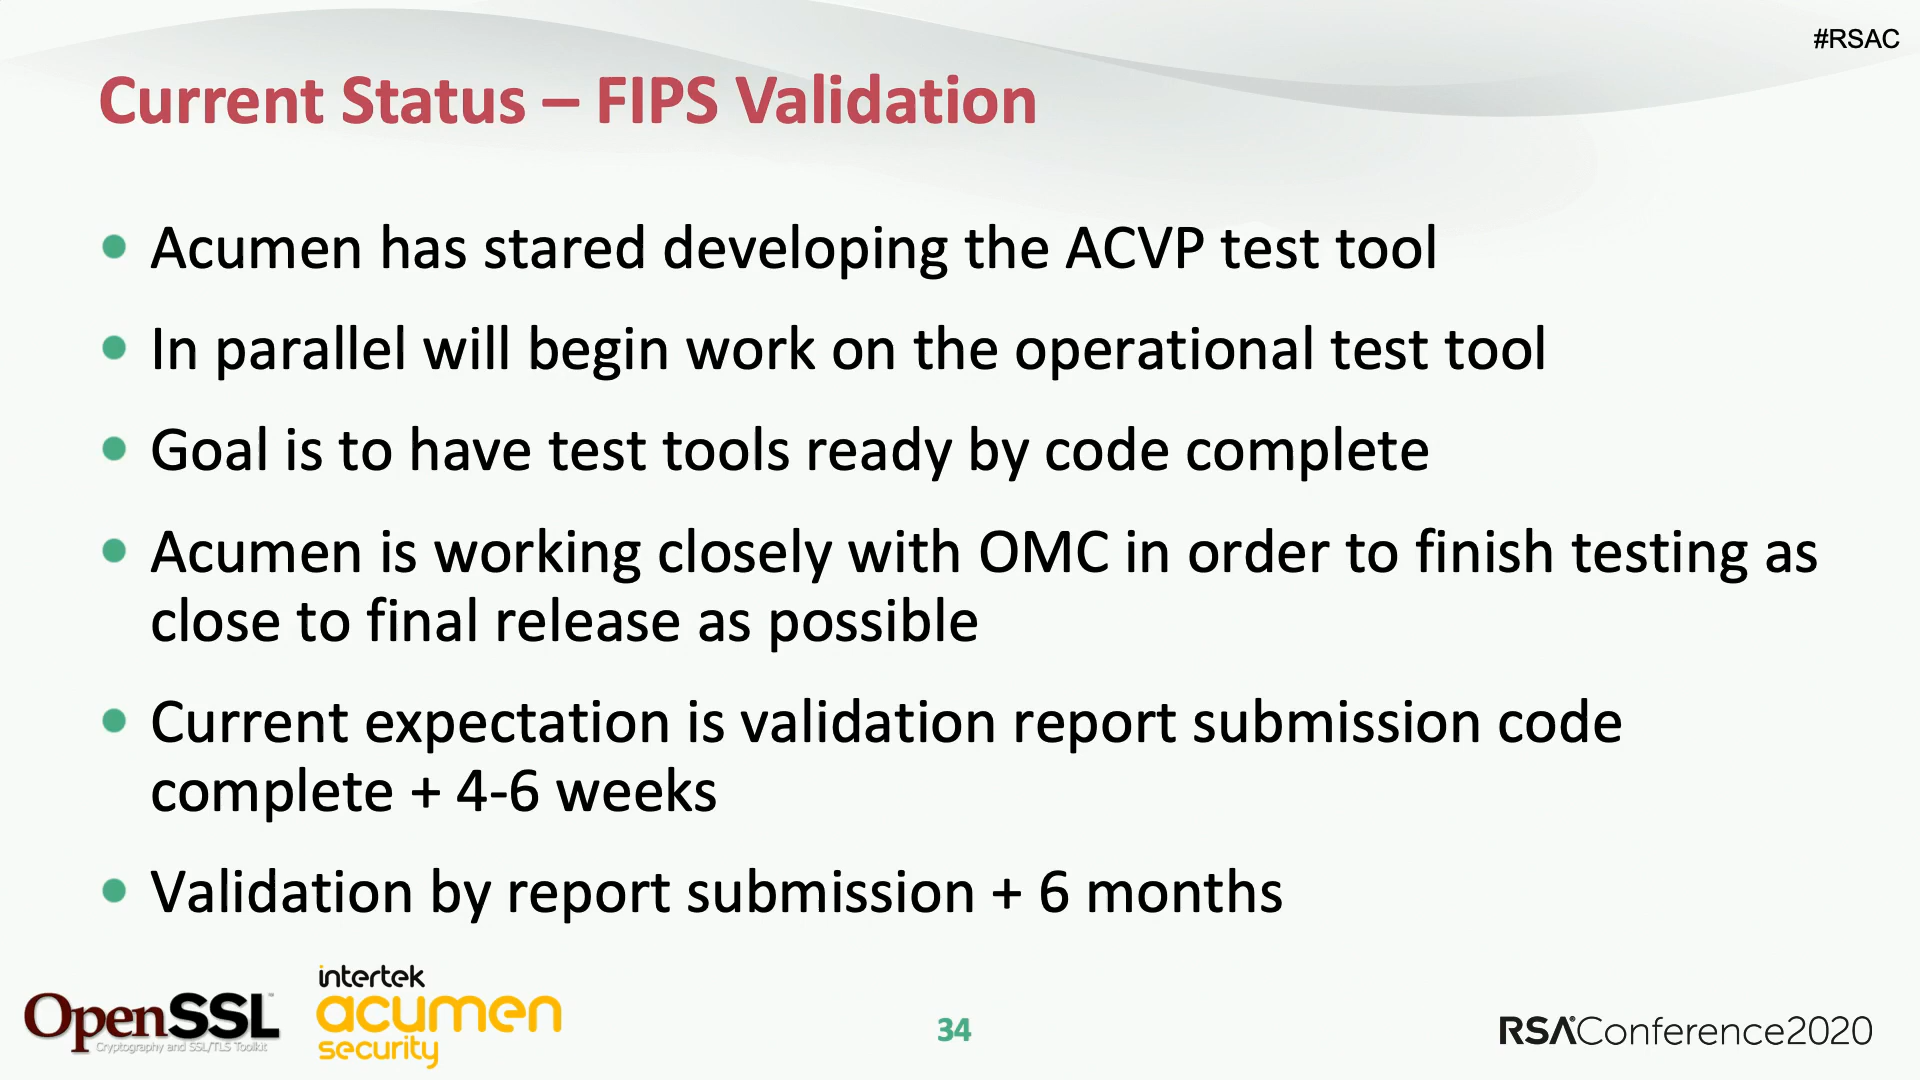 #RSAC
Current Status – FIPS Validation
• Acumen has stared developing the ACVP test tool
• In parallel will begin work on the operational test tool
• Goal is to have test tools ready by code complete
• Acumen is working closely with OMC in order to finish testing as
close to final release as possible
• Current expectation is validation report submission code
complete + 4-6 weeks
• Validation by report submission + 6 months
OpenSSL™
Cryptography and SSL/TLS Toolkit
intertek
acumen
security
34
RSA®Conference2020